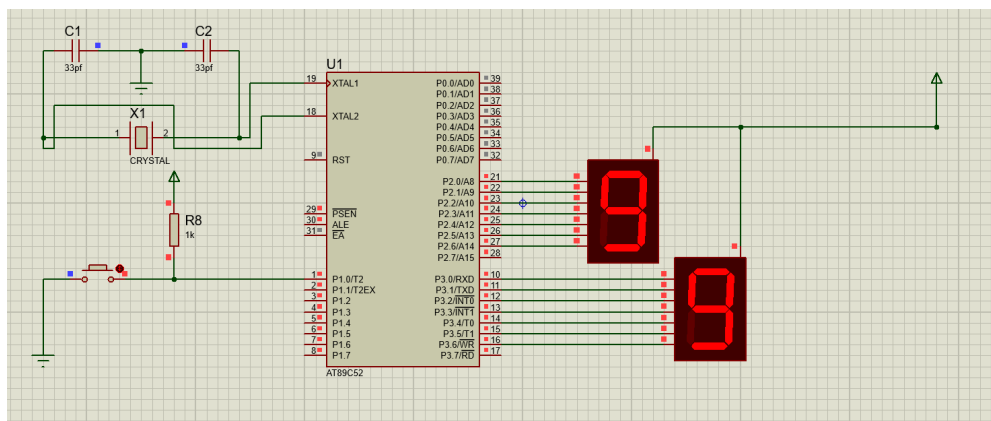 C1
C2
33pf
33pf
X1
1
2
CRYSTAL
R8
1k
U1
19
XTAL1
18
XTAL2
9
RST
29
PSEN
30
ALE
31
EA
1
P1.0/T2
2
P1.1/T2EX
3
P1.2
4
P1.3
5
P1.4
6
P1.5
7
P1.6
8
P1.7
P0.0/AD0
39
P0.1/AD1
38
P0.2/AD2
37
P0.3/AD3
36
P0.4/AD4
35
P0.5/AD5
34
P0.6/AD6
33
P0.7/AD7
32
P2.0/A8
21
P2.1/A9
22
P2.2/A10
23
P2.3/A11
24
P2.4/A12
25
P2.5/A13
26
P2.6/A14
27
P2.7/A15
28
P3.0/RXD
10
P3.1/TXD
11
P3.2/INT0
12
P3.3/INT1
13
P3.4/T0
14
P3.5/T1
15
P3.6/WR
16
P3.7/RD
17
AT89C52
9
9